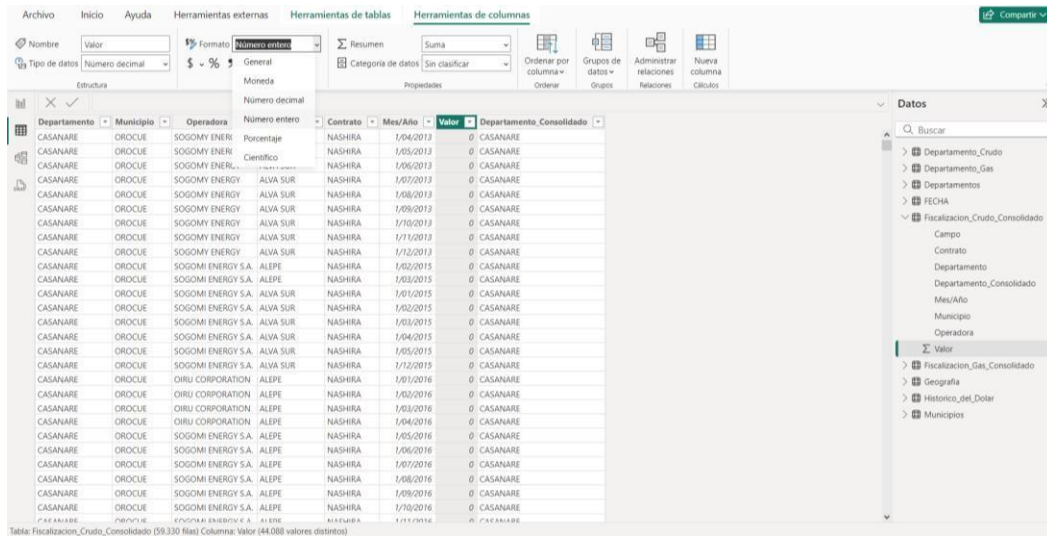 Archivo Inicio Ayuda Herramientas externas Herramientas de tablas Herramientas de columnas Compartir
Nombre Valor Formato Número entero Resumen Suma
Tipo de datos Número decimal $ % General Categoría de datos Sin clasificar Ordenar por columna Grupos de datos Administrar relaciones Nueva columna
Moneda
Estructura Propiedades Ordenar Grupos Relaciones Cálculos
Número decimal
Número entero
Porcentaje
Científico
Departamento Municipio Operadora Contrato Mes/Año Valor Departamento_Consolidado
CASANARE OROCUE SOGOMY NASHIRA 1/04/2013 0 CASANARE
CASANARE OROCUE SOGOMY NASHIRA 1/05/2013 0 CASANARE
CASANARE OROCUE SOGOMY NASHIRA 1/06/2013 0 CASANARE
CASANARE OROCUE SOGOMY ENERGY ALVA SUR NASHIRA 1/07/2013 0 CASANARE
CASANARE OROCUE SOGOMY ENERGY ALVA SUR NASHIRA 1/08/2013 0 CASANARE
CASANARE OROCUE SOGOMY ENERGY ALVA SUR NASHIRA 1/09/2013 0 CASANARE
CASANARE OROCUE SOGOMY ENERGY ALVA SUR NASHIRA 1/10/2013 0 CASANARE
CASANARE OROCUE SOGOMY ENERGY ALVA SUR NASHIRA 1/11/2013 0 CASANARE
CASANARE OROCUE SOGOMY ENERGY ALVA SUR NASHIRA 1/12/2013 0 CASANARE
CASANARE OROCUE SOGOMI ENERGY S.A. ALEPE NASHIRA 1/02/2015 0 CASANARE
CASANARE OROCUE SOGOMI ENERGY S.A. ALEPE NASHIRA 1/03/2015 0 CASANARE
CASANARE OROCUE SOGOMI ENERGY S.A. ALVA SUR NASHIRA 1/01/2015 0 CASANARE
CASANARE OROCUE SOGOMI ENERGY S.A. ALVA SUR NASHIRA 1/02/2015 0 CASANARE
CASANARE OROCUE SOGOMI ENERGY S.A. ALVA SUR NASHIRA 1/03/2015 0 CASANARE
CASANARE OROCUE SOGOMI ENERGY S.A. ALVA SUR NASHIRA 1/04/2015 0 CASANARE
CASANARE OROCUE SOGOMI ENERGY S.A. ALVA SUR NASHIRA 1/05/2015 0 CASANARE
CASANARE OROCUE SOGOMI ENERGY S.A. ALVA SUR NASHIRA 1/12/2015 0 CASANARE
CASANARE OROCUE OIRU CORPORATION ALEPE NASHIRA 1/01/2016 0 CASANARE
CASANARE OROCUE OIRU CORPORATION ALEPE NASHIRA 1/02/2016 0 CASANARE
CASANARE OROCUE OIRU CORPORATION ALEPE NASHIRA 1/03/2016 0 CASANARE
CASANARE OROCUE OIRU CORPORATION ALEPE NASHIRA 1/04/2016 0 CASANARE
CASANARE OROCUE SOGOMI ENERGY S.A. ALEPE NASHIRA 1/05/2016 0 CASANARE
CASANARE OROCUE SOGOMI ENERGY S.A. ALEPE NASHIRA 1/06/2016 0 CASANARE
CASANARE OROCUE SOGOMI ENERGY S.A. ALEPE NASHIRA 1/07/2016 0 CASANARE
CASANARE OROCUE SOGOMI ENERGY S.A. ALEPE NASHIRA 1/08/2016 0 CASANARE
CASANARE OROCUE SOGOMI ENERGY S.A. ALEPE NASHIRA 1/09/2016 0 CASANARE
CASANARE OROCUE SOGOMI ENERGY S.A. ALEPE NASHIRA 1/10/2016 0 CASANARE
CASANARE OROCUE SOGOMI ENERGY S.A. ALEPE NASHIRA 1/11/2016 0 CASANARE
Tabla: Fiscalizacion_Crudo_Consolidado (59.330 filas) Columna: Valor (44.088 valores distintos)
Datos
Buscar
Departamento_Crudo
Departamento_Gas
Departamentos
FECHA
Fiscalizacion_Crudo_Consolidado
Campo
Contrato
Departamento
Departamento_Consolidado
Mes/Año
Municipio
Operadora
Valor
Fiscalizacion_Gas_Consolidado
Geografia
Historico_del_Dolar
Municipios